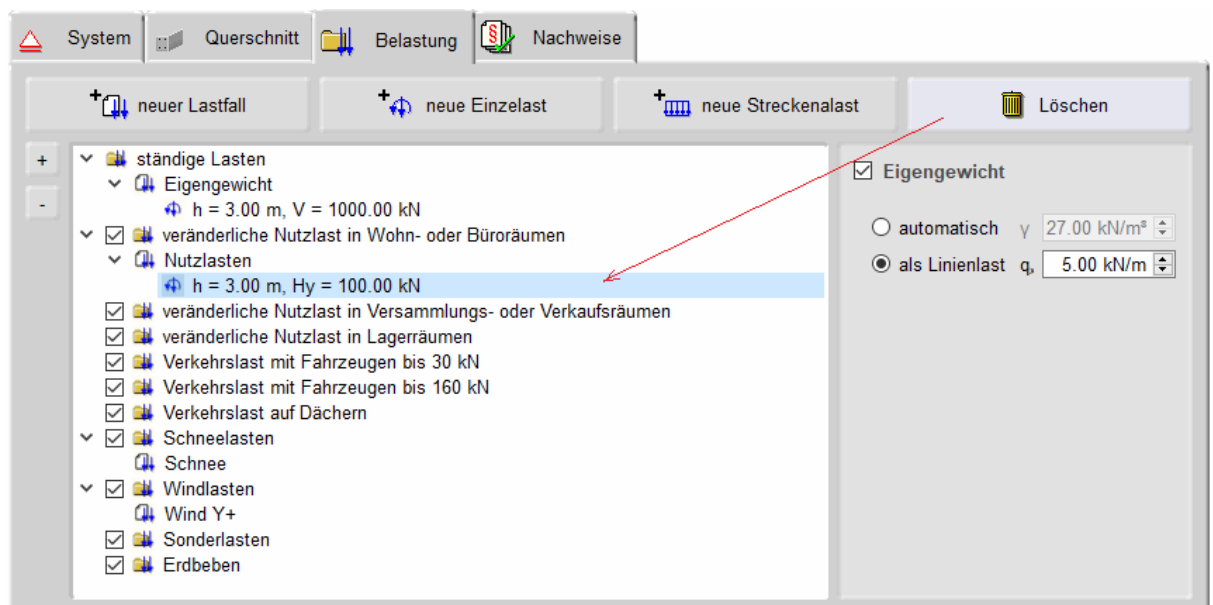 System Querschnitt Belastung Nachweise
neuer Lastfall neue Einzelast neue Streckenalast Löschen
+
-
ständige Lasten
Eigengewicht
h = 3.00 m, V = 1000.00 kN
veränderliche Nutzlast in Wohn- oder Büroräumen
Nutzlasten
h = 3.00 m, Hy = 100.00 kN
veränderliche Nutzlast in Versammlungs- oder Verkaufsräumen
veränderliche Nutzlast in Lagerräumen
Verkehrslast mit Fahrzeugen bis 30 kN
Verkehrslast mit Fahrzeugen bis 160 kN
Verkehrslast auf Dächern
Schneelasten
Schnee
Windlasten
Wind Y+
Sonderlasten
Erdbeben
Eigengewicht
automatisch γ 27.00 kN/m³
als Linienlast q, 5.00 kN/m